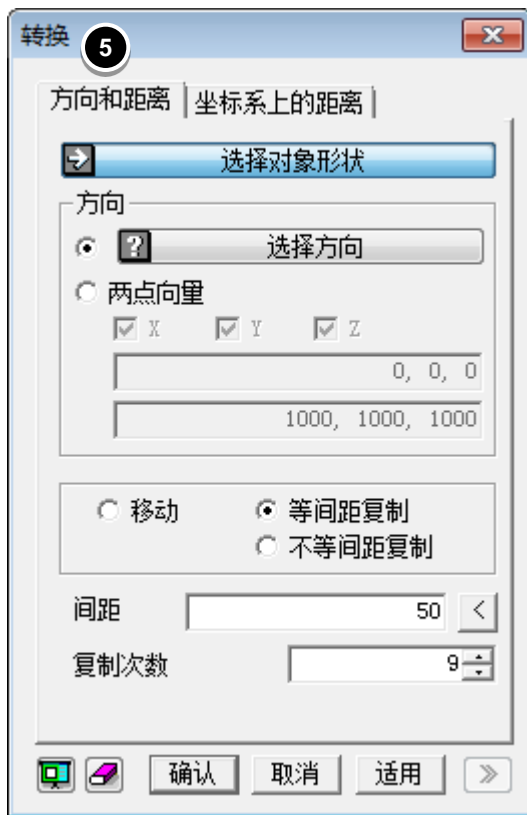 转换 5
方向和距离 坐标系上的距离
选择对象形状
方向
? 选择方向
两点向量
X Y Z
0, 0, 0
1000, 1000, 1000
移动 等间距复制
不等间距复制
间距 50 <
复制次数 9
确认 取消 适用 >>